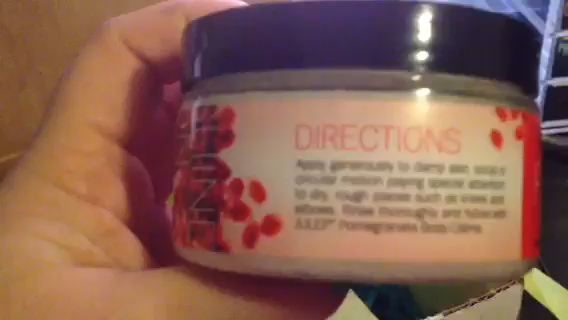 DIRECTIONS
Apply generously to damp skin using a
circular motion paying special attention
to dry, rough places such as knees and
elbows. Rinse thoroughly and follow with
JULEP Pomegranate Body Crème
SHINE